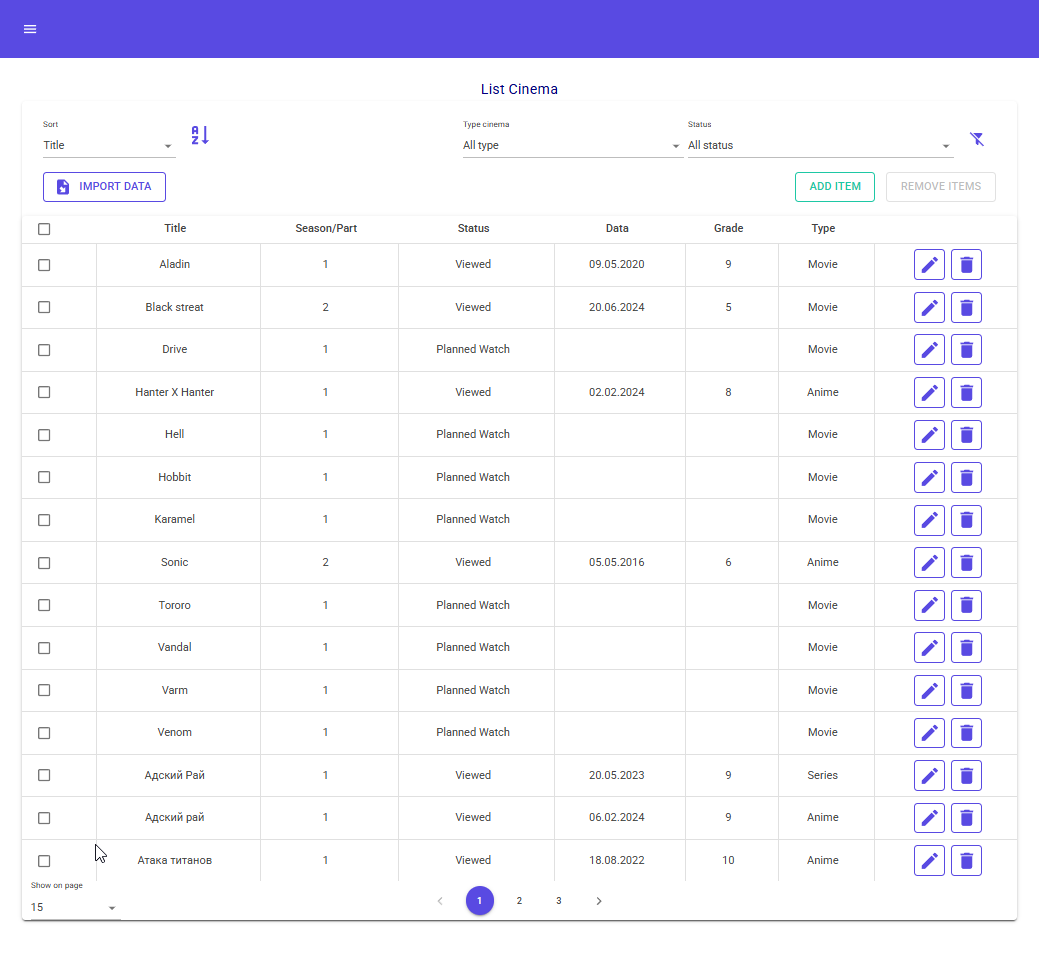 List Cinema
Sort Type cinema Status
Title All type All status
IMPORT DATA ADD ITEM REMOVE ITEMS
Title Season/Part Status Data Grade Type
Aladin 1 Viewed 09.05.2020 9 Movie
Black streat 2 Viewed 20.06.2024 5 Movie
Drive 1 Planned Watch Movie
Hanter X Hanter 1 Viewed 02.02.2024 8 Anime
Hell 1 Planned Watch Movie
Hobbit 1 Planned Watch Movie
Karamel 1 Planned Watch Movie
Sonic 2 Viewed 05.05.2016 6 Anime
Tororo 1 Planned Watch Movie
Vandal 1 Planned Watch Movie
Varm 1 Planned Watch Movie
Venom 1 Planned Watch Movie
Адский Рай 1 Viewed 20.05.2023 9 Series
Адский рай 1 Viewed 06.02.2024 9 Anime
Атака титанов 1 Viewed 18.08.2022 10 Anime
Show on page
15 1 2 3